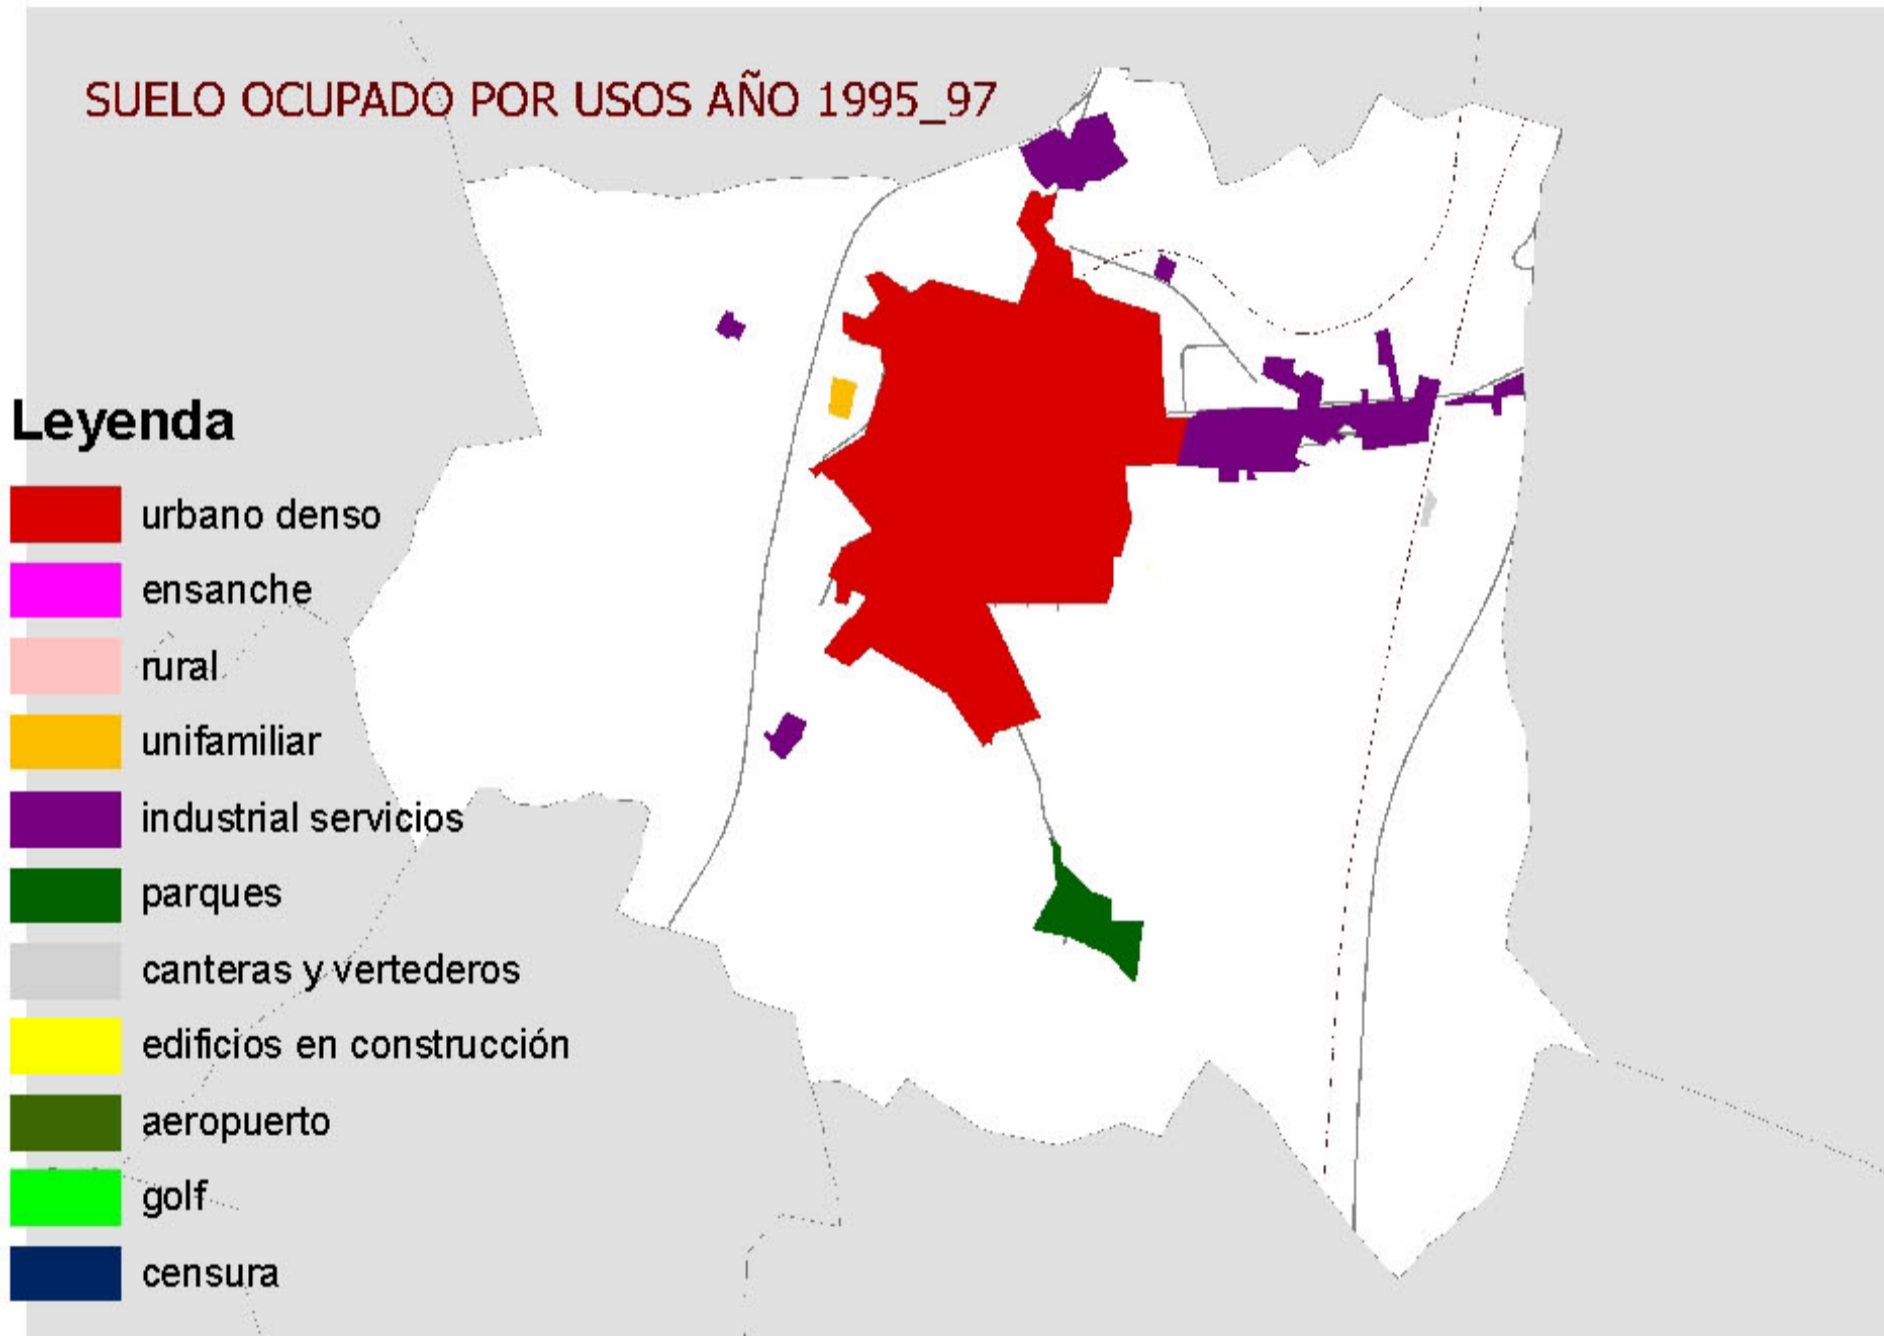 SUELO OCUPADO POR USOS AÑO 1995_97
Leyenda
urbano denso
ensanche
rural
unifamiliar
industrial servicios
parques
canteras y vertederos
edificios en construcción
aeropuerto
golf
censura